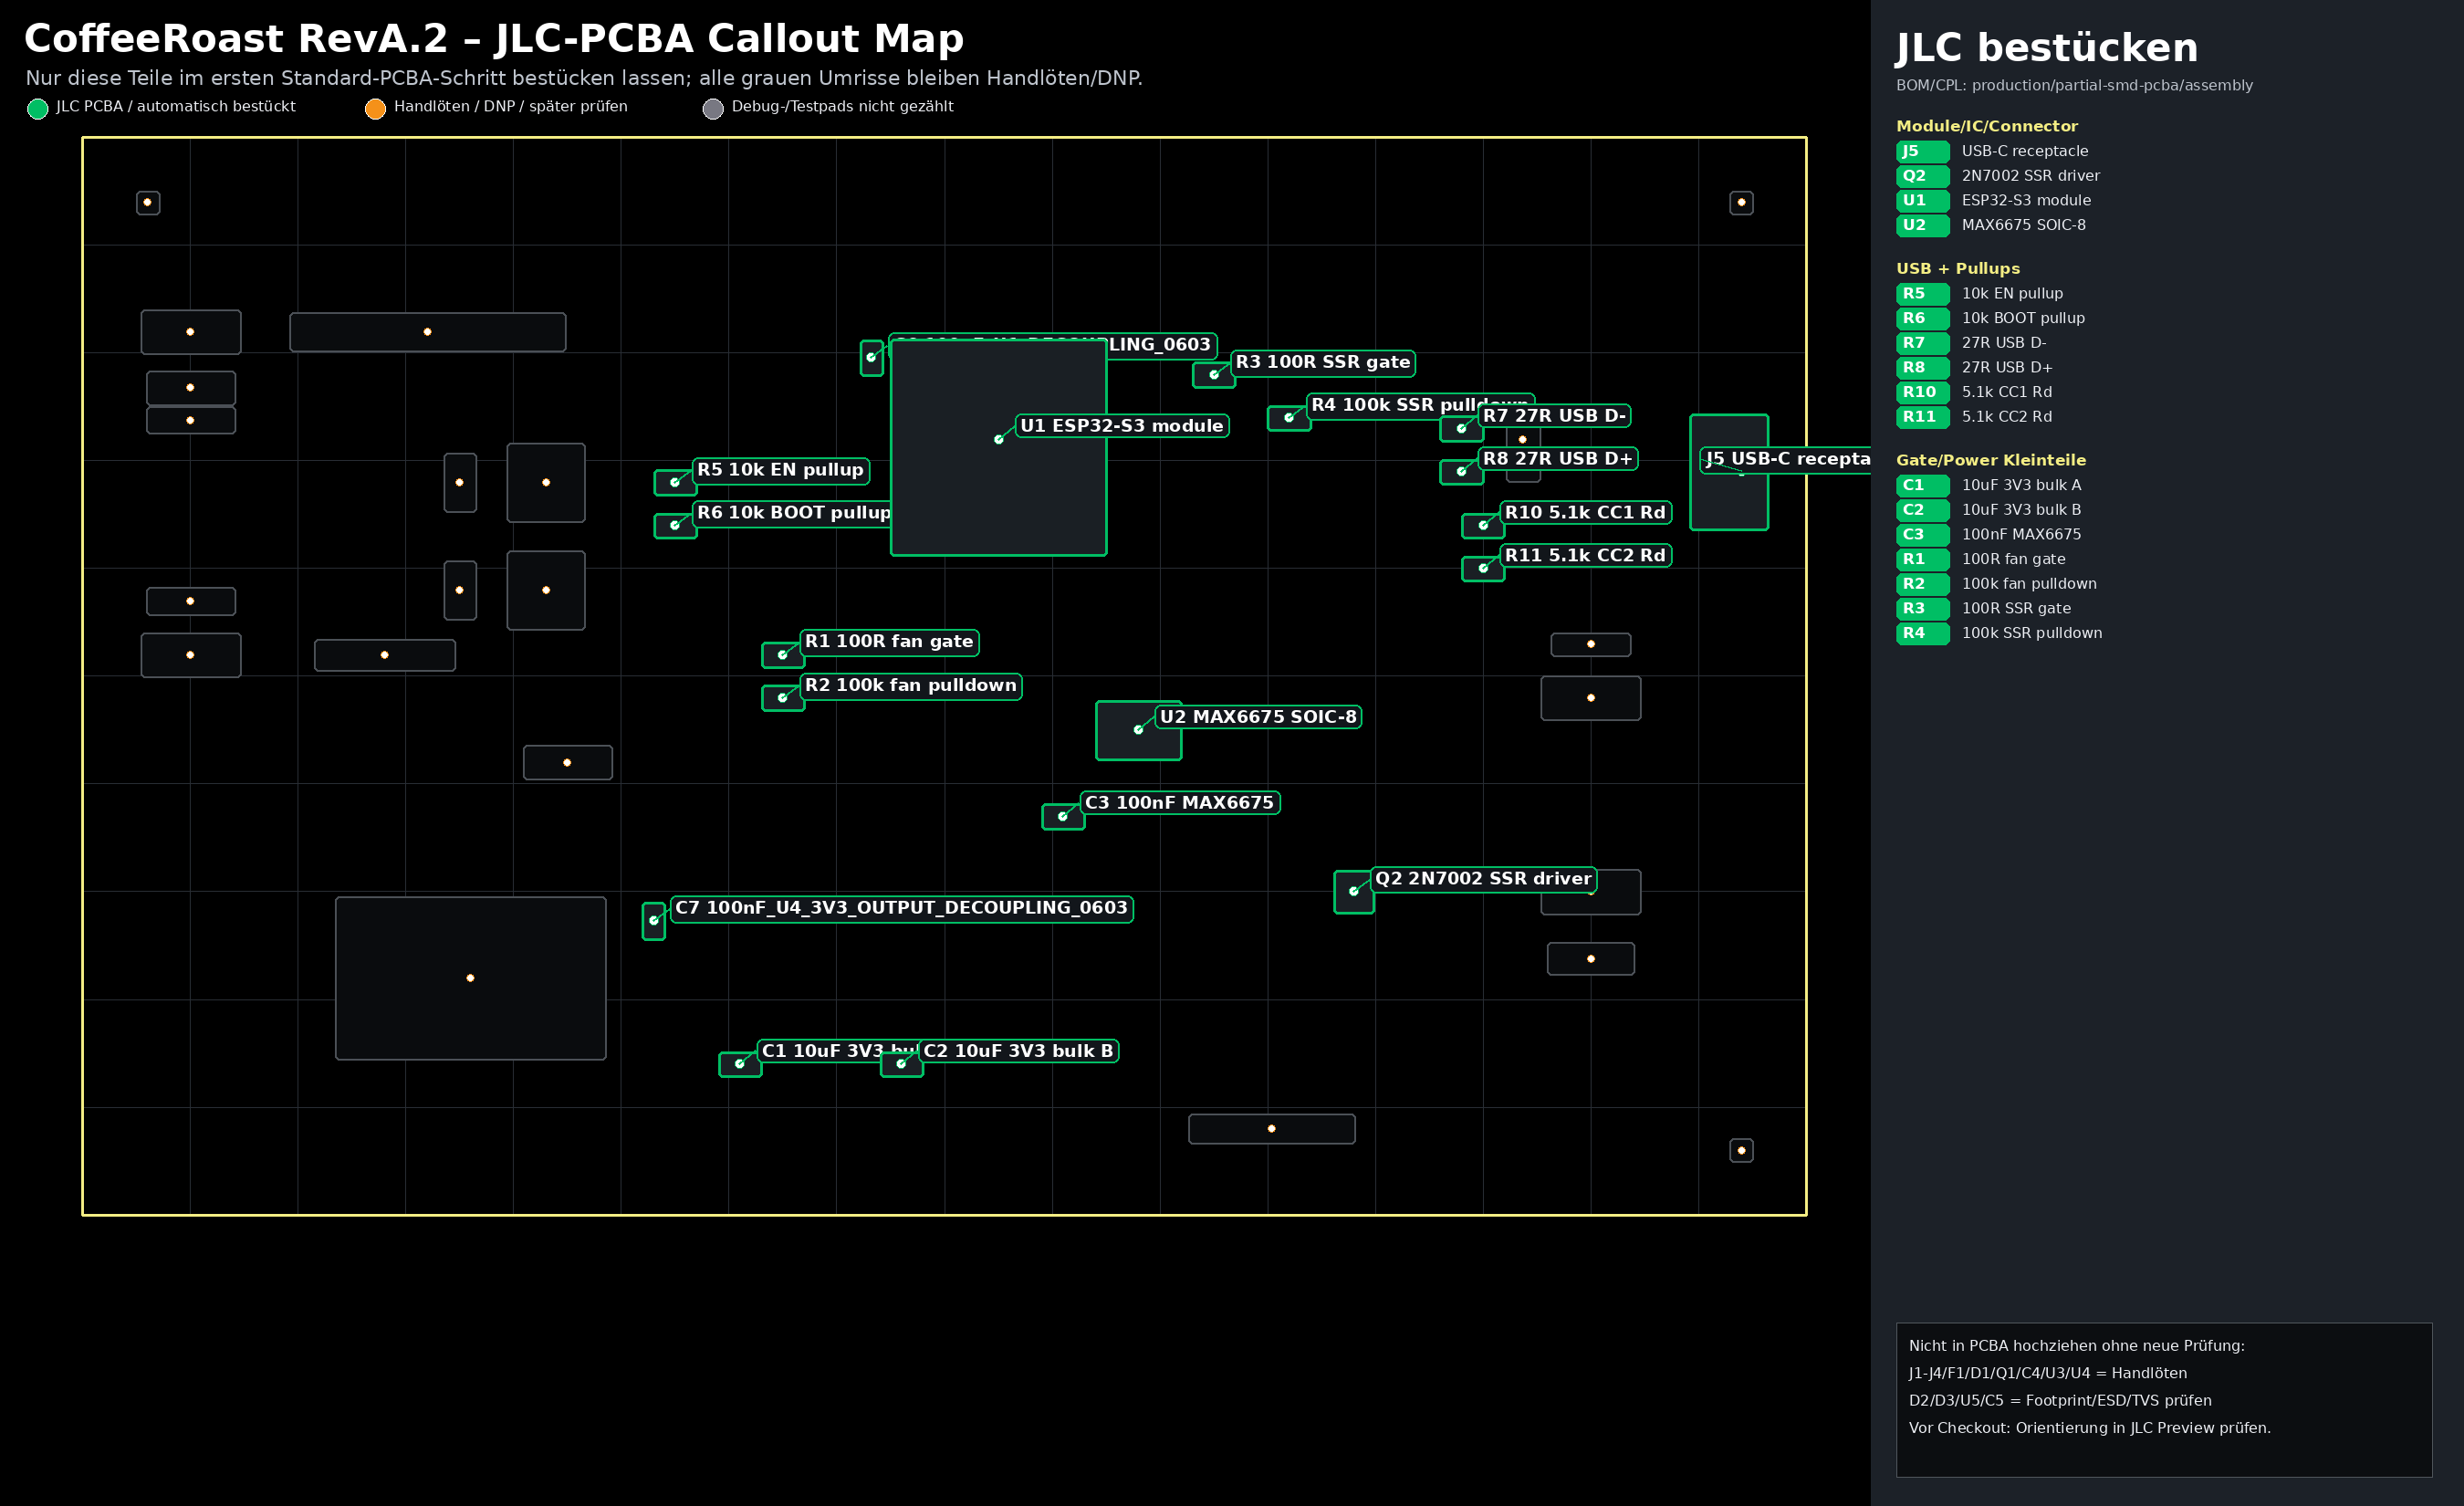 CoffeeRoast RevA.2 – JLC-PCBA Callout Map
Nur diese Teile im ersten Standard-PCBA-Schritt bestücken lassen; alle grauen Umrisse bleiben Handlöten/DNP.
JLC PCBA / automatisch bestückt
Handlöten / DNP / später prüfen
Debug-/Testpads nicht gezählt
R3 100R SSR gate
R4 100k SSR
R7 27R USB D-
U1 ESP32-S3 module
R8 27R USB D+
J5 USB-C recepta
R5 10k EN pullup
R6 10k BOOT pullup
R10 5.1k CC1 Rd
R11 5.1k CC2 Rd
R1 100R fan gate
R2 100k fan pulldown
U2 MAX6675 SOIC-8
C3 100nF MAX6675
Q2 2N7002 SSR driver
C7 100nF_U4_3V3_OUTPUT_DECOUPLING_0603
C1 10uF 3V3
C2 10uF 3V3 bulk B
JLC bestücken
BOM/CPL: production/partial-smd-pcba/assembly
Module/IC/Connector
J5 USB-C receptacle
Q2 2N7002 SSR driver
U1 ESP32-S3 module
U2 MAX6675 SOIC-8
USB + Pullups
R5 10k EN pullup
R6 10k BOOT pullup
R7 27R USB D-
R8 27R USB D+
R10 5.1k CC1 Rd
R11 5.1k CC2 Rd
Gate/Power Kleinteile
C1 10uF 3V3 bulk A
C2 10uF 3V3 bulk B
C3 100nF MAX6675
R1 100R fan gate
R2 100k fan pulldown
R3 100R SSR gate
R4 100k SSR pulldown
Nicht in PCBA hochziehen ohne neue Prüfung:
J1-J4/F1/D1/Q1/C4/U3/U4 = Handlöten
D2/D3/U5/C5 = Footprint/ESD/TVS prüfen
Vor Checkout: Orientierung in JLC Preview prüfen.